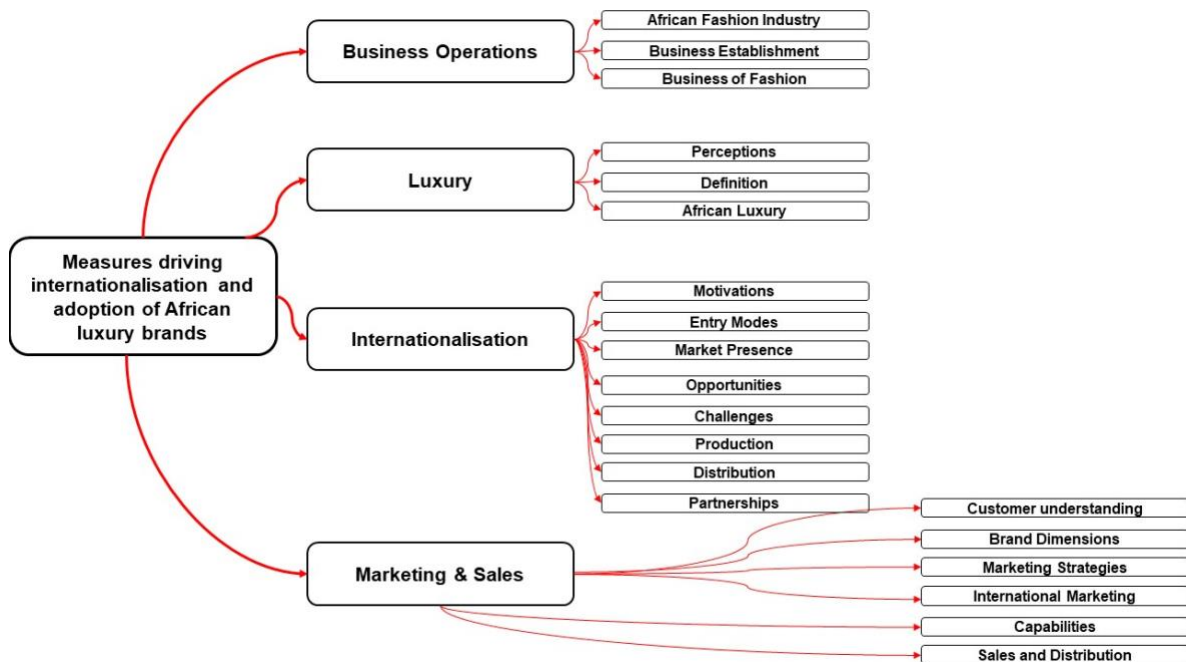 Measures driving
internationalisation and
adoption of African
luxury brands
Business Operations
African Fashion Industry
Business Establishment
Business of Fashion
Luxury
Perceptions
Definition
African Luxury
Internationalisation
Motivations
Entry Modes
Market Presence
Opportunities
Challenges
Production
Distribution
Partnerships
Marketing & Sales
Customer understanding
Brand Dimensions
Marketing Strategies
International Marketing
Capabilities
Sales and Distribution